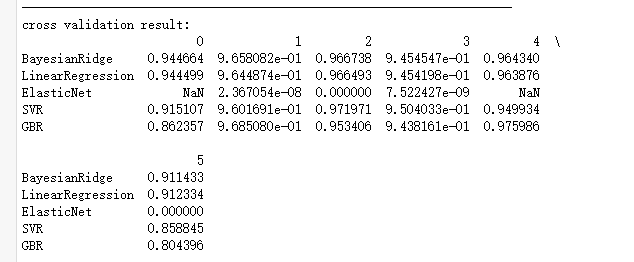 cross validation result:
0 1 2 3 4 \
BayesianRidge 0.944664 9.658082e-01 0.966738 9.454547e-01 0.964340
LinearRegression 0.944499 9.644874e-01 0.966493 9.454198e-01 0.963876
ElasticNet NaN 2.367054e-08 0.000000 7.522427e-09 NaN
SVR 0.915107 9.601691e-01 0.971971 9.504033e-01 0.949934
GBR 0.862357 9.685080e-01 0.953406 9.438161e-01 0.975986
5
BayesianRidge 0.911433
LinearRegression 0.912334
ElasticNet 0.000000
SVR 0.858845
GBR 0.804396